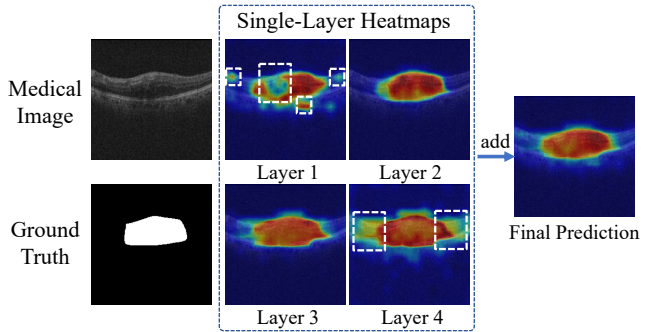 Single-Layer Heatmaps
Medical
Image
Layer 1
Layer 2
add
Ground
Truth
Final Prediction
Layer 3
Layer 4